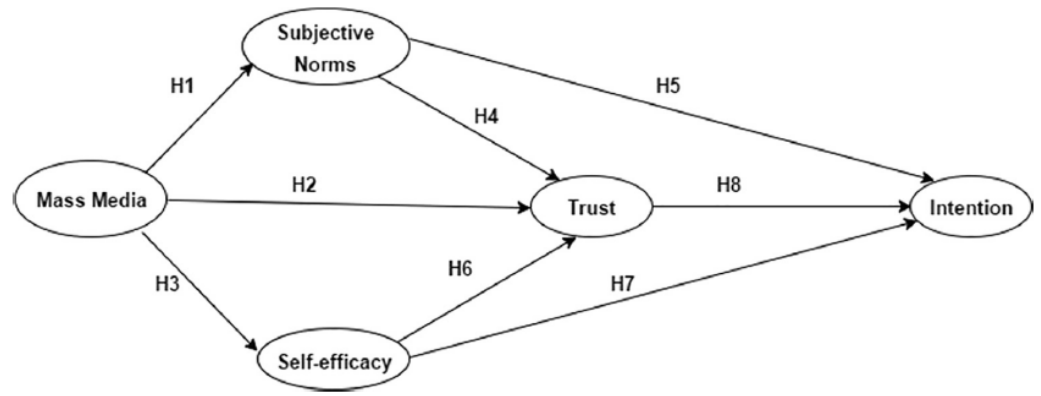 Subjective
Norms
H1
H5
H4
Mass Media
H2
Trust
H8
Intention
H3
H6
H7
Self-efficacy